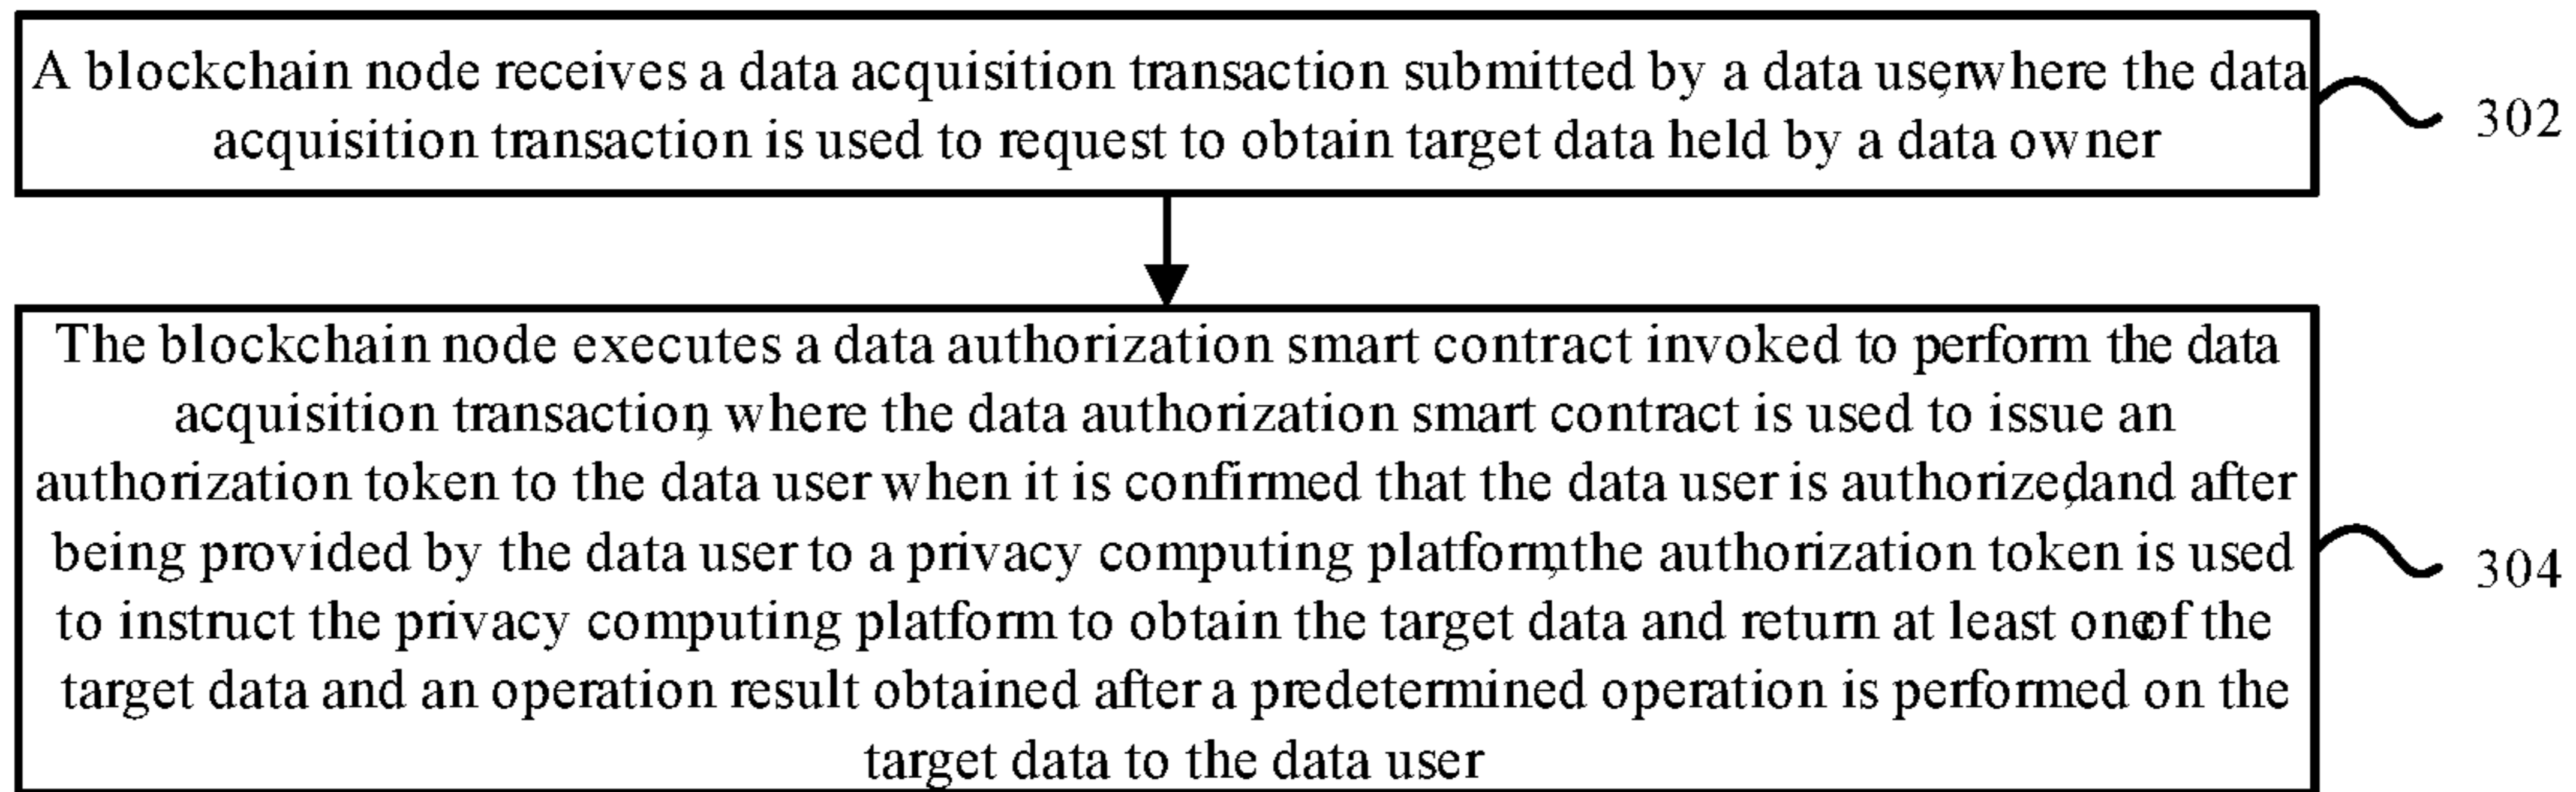 A blockchain node receives a data acquisition transaction submitted by a data user, where the data
acquisition transaction is used to request to obtain target data held by a data owner
302
The blockchain node executes a data authorization smart contract invoked to perform the data
acquisition transaction, where the data authorization smart contract is used to issue an
authorization token to the data user when it is confirmed that the data user is authorized, and after
being provided by the data user to a privacy computing platform, the authorization token is used
to instruct the privacy computing platform to obtain the target data and return at least one of the
target data and an operation result obtained after a predetermined operation is performed on the
target data to the data user
304